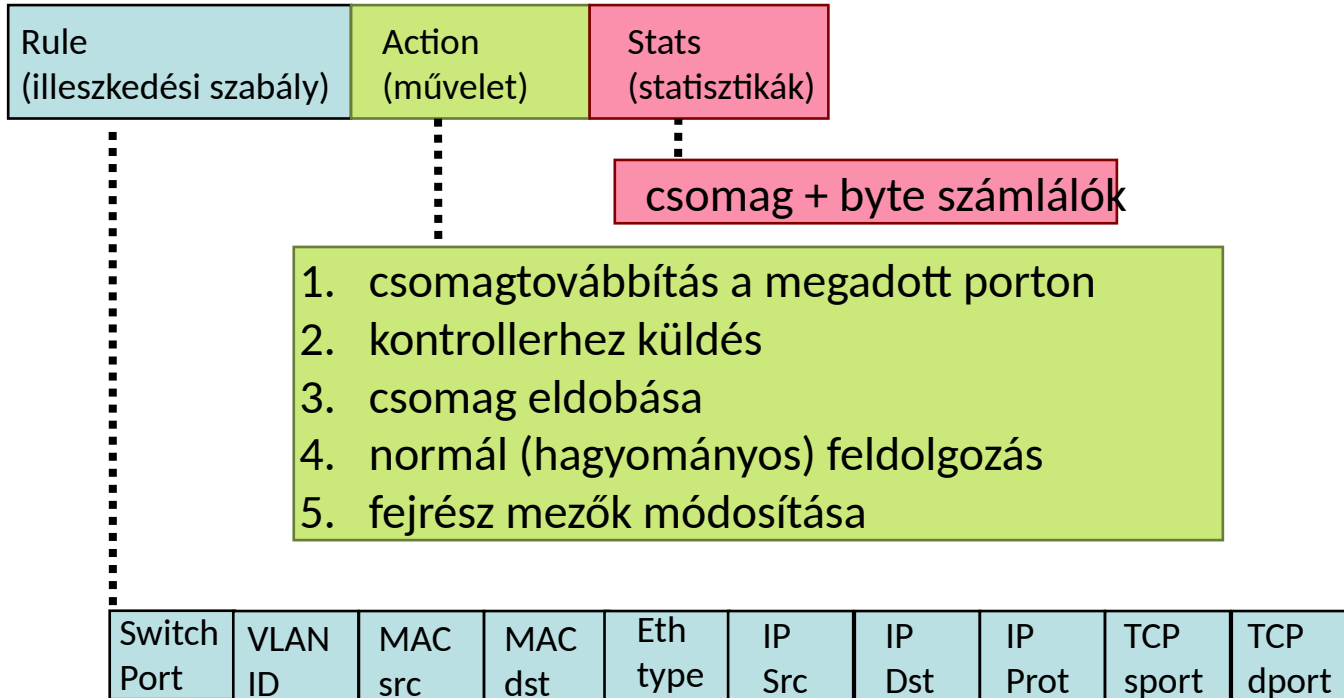 Rule
(illeszkedési szabály)
Action
(művelet)
Stats
(statisztikák)
csomag + byte számlálók
1. csomagtovábbítás a megadott porton
2. kontrollerhez küldés
3. csomag eldobása
4. normál (hagyományos) feldolgozás
5. fejrész mezők módosítása
Switch
Port
VLAN
ID
MAC
src
MAC
dst
Eth
type
IP
Src
IP
Dst
IP
Prot
TCP
sport
TCP
dport